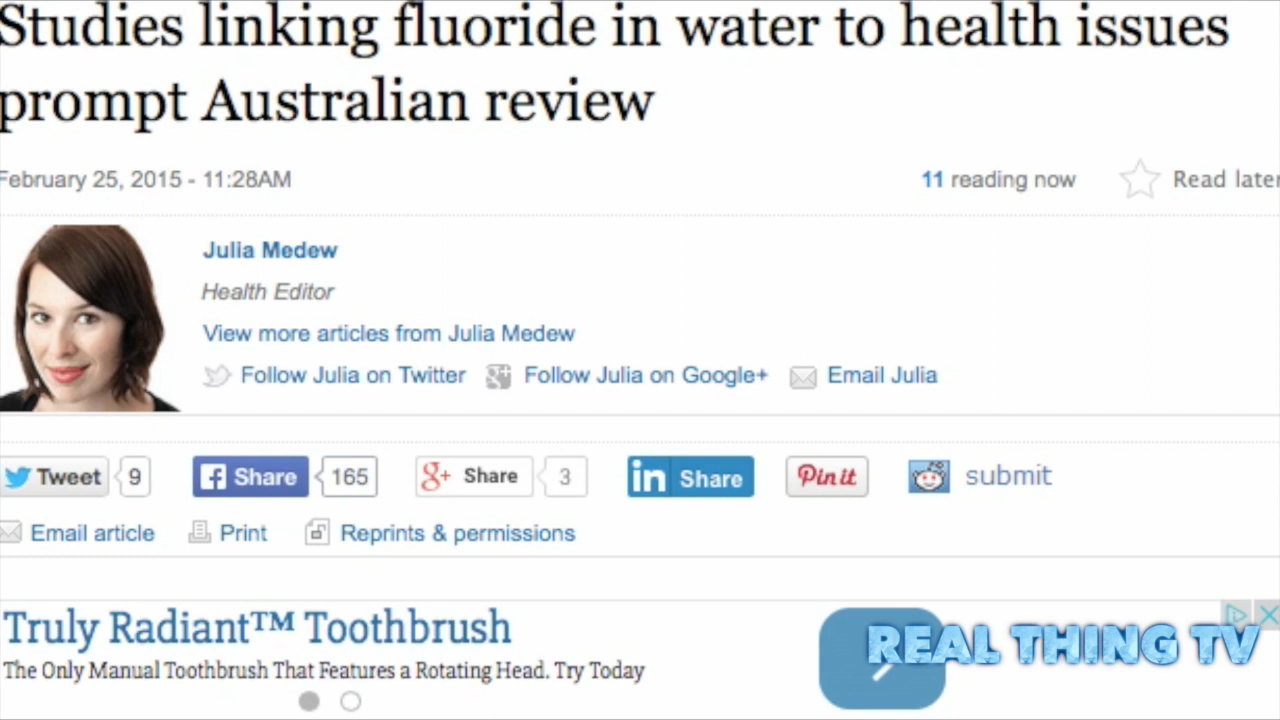 Studies linking fluoride in water to health issues
prompt Australian review
February 25, 2015 - 11:28AM
11 reading now
Read later
Julia Medew
Health Editor
View more articles from Julia Medew
Follow Julia on Twitter
Follow Julia on Google+
Email Julia
Tweet 9
Share 165
g+ Share 3
in Share
Pin it
submit
Email article
Print
Reprints & permissions
Truly Radiant™ Toothbrush
The Only Manual Toothbrush That Features a Rotating Head. Try Today
REAL THING TV